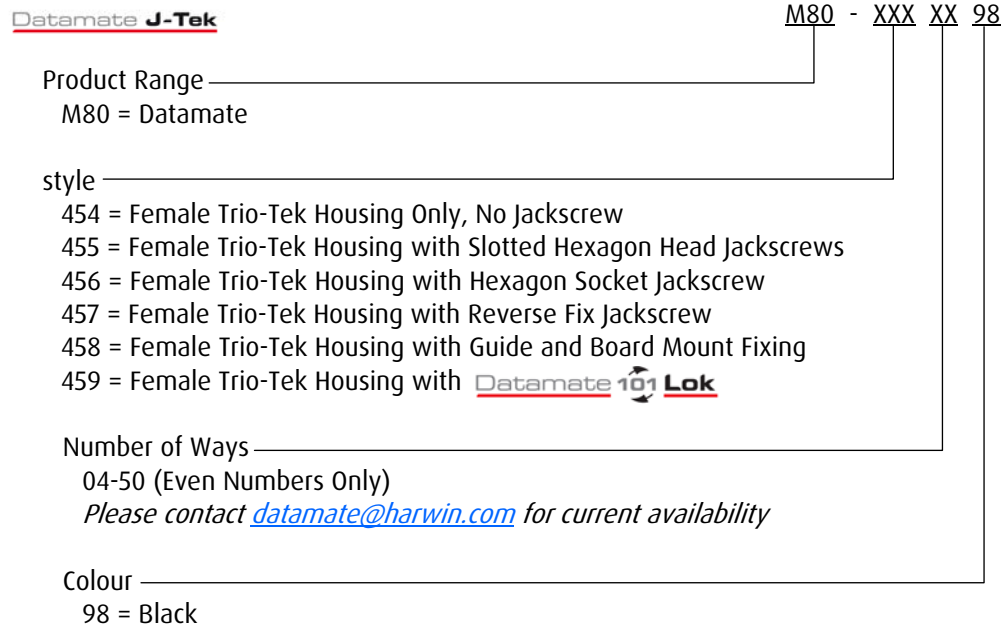 Datamate J-Tek
M80 - XXX XX 98
Product Range
M80 = Datamate
style
454 = Female Trio-Tek Housing Only, No Jackscrew
455 = Female Trio-Tek Housing with Slotted Hexagon Head Jackscrews
456 = Female Trio-Tek Housing with Hexagon Socket Jackscrew
457 = Female Trio-Tek Housing with Reverse Fix Jackscrew
458 = Female Trio-Tek Housing with Guide and Board Mount Fixing
459 = Female Trio-Tek Housing with Datamate 101 Lok
Number of Ways
04-50 (Even Numbers Only)
Please contact datamate@harwin.com for current availability
Colour
98 = Black